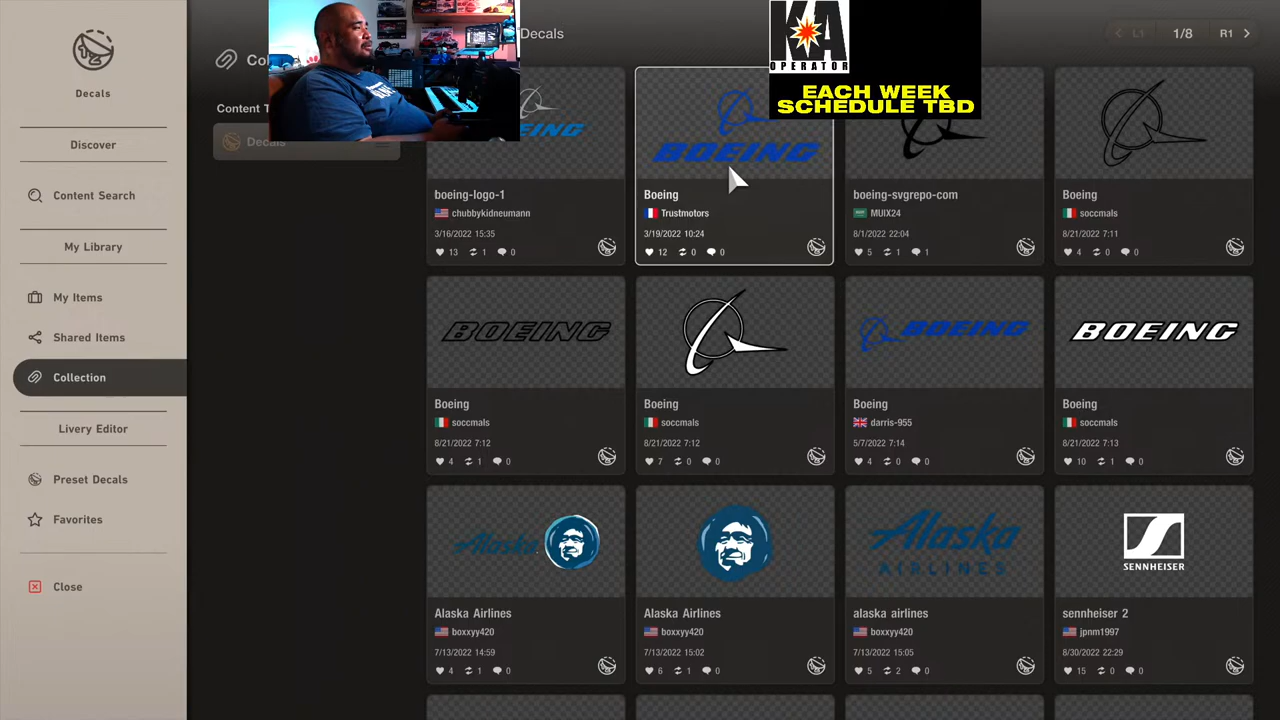 Decals
Discover
Content Search
My Library
My Items
Shared Items
Collection
Livery Editor
Preset Decals
Favorites
Close
Decals
L1 1/8 R1
KA
OPERATOR
EACH WEEK
SCHEDULE TBD
Decals
BOEING
boeing-logo-1
chubbykidneumann
3/16/2022 15:35
13 1 0
BOEING
Boeing
Trustmotors
3/19/2022 10:24
12 0 0
boeing-svgrepo-com
MUIX24
8/1/2022 22:04
5 1 1
Boeing
soccmals
8/21/2022 7:11
4 0 0
BOEING
Boeing
soccmals
8/21/2022 7:12
4 1 0
Boeing
soccmals
8/21/2022 7:12
7 0 0
BOEING
Boeing
darris-955
5/7/2022 7:14
4 0 0
BOEING
Boeing
soccmals
8/21/2022 7:13
10 1 0
Alaska
Alaska Airlines
boxxyy420
7/13/2022 14:59
4 1 0
Alaska Airlines
boxxyy420
7/13/2022 15:02
6 1 0
Alaska
AIRLINES
alaska airlines
boxxyy420
7/13/2022 15:05
5 2 0
SENNHEISER
sennheiser 2
jpnm1997
8/30/2022 22:29
15 0 0